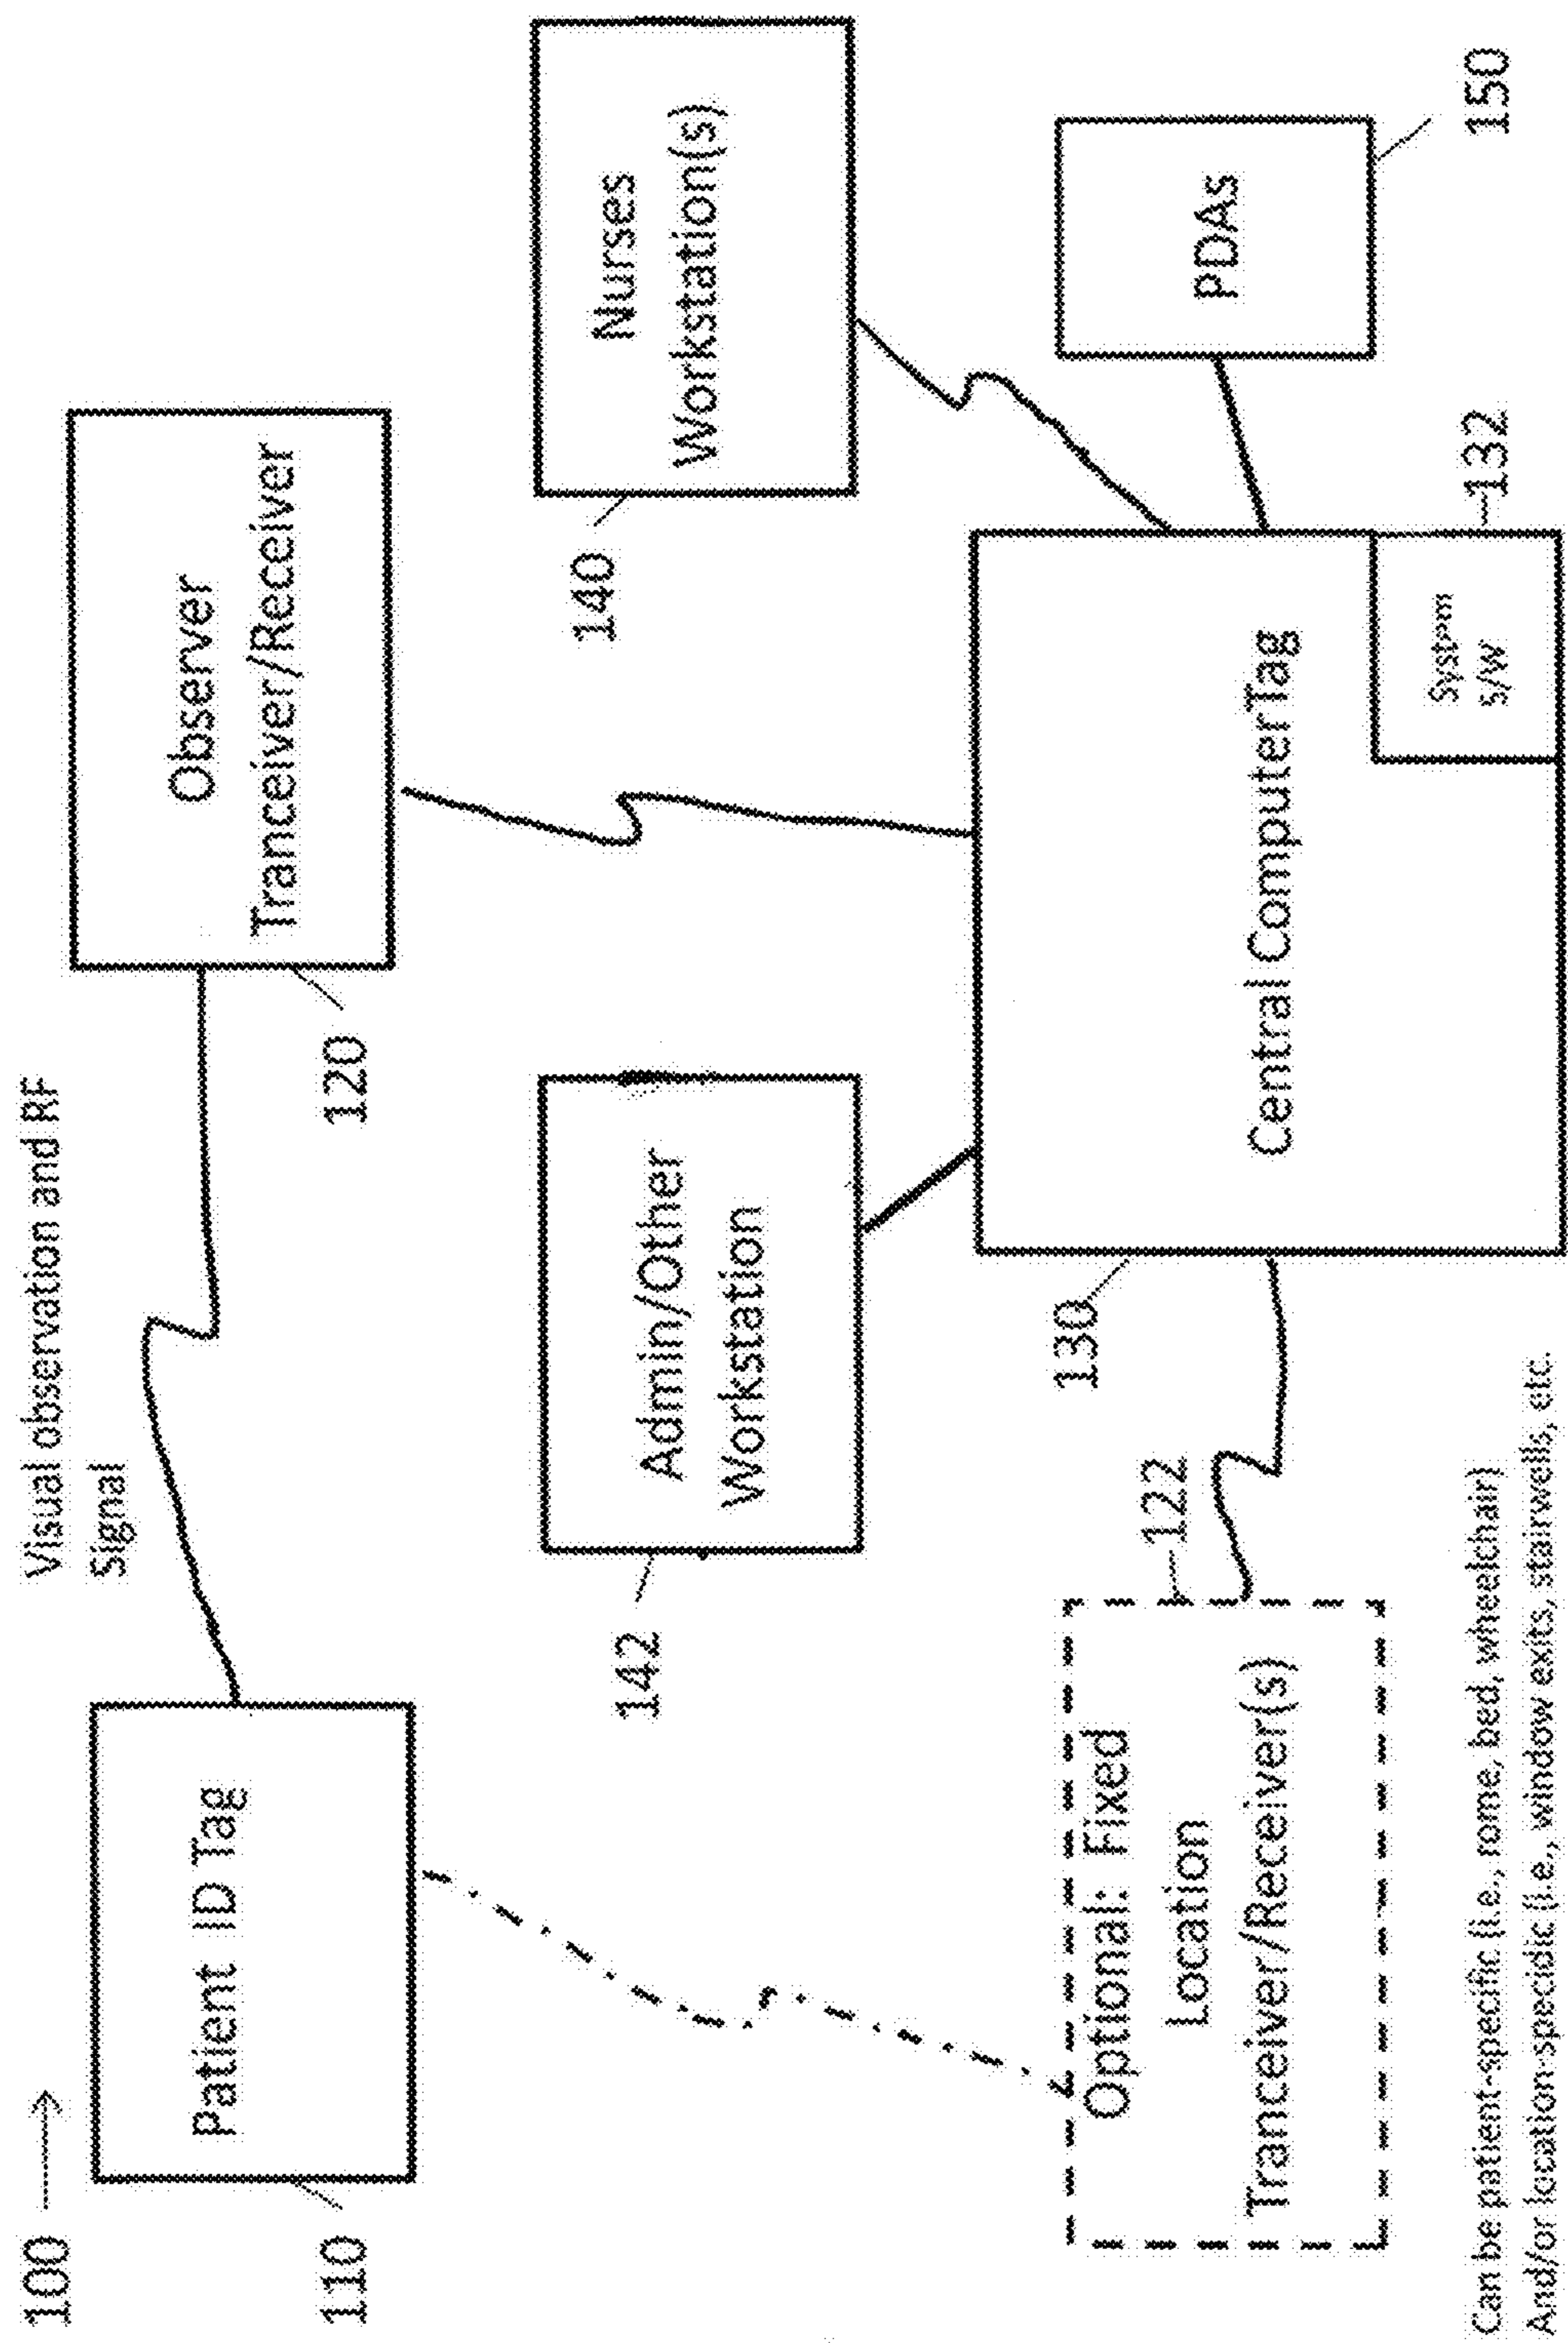 100
Visual observation and RF
Signal
Patient ID Tag
110
Observer
Tranceiver/Receiver
120
Admin/Other
Workstation
142
Nurses
Workstation(s)
140
Optional: Fixed
Location
Tranceiver/Receiver(s)
122
Central ComputerTag
130
System
s/w
132
PDAs
150
Can be patient-specific (i.e., rome, bed, wheelchair)
And/or location-specidic (i.e., window exits, stairwells, etc.